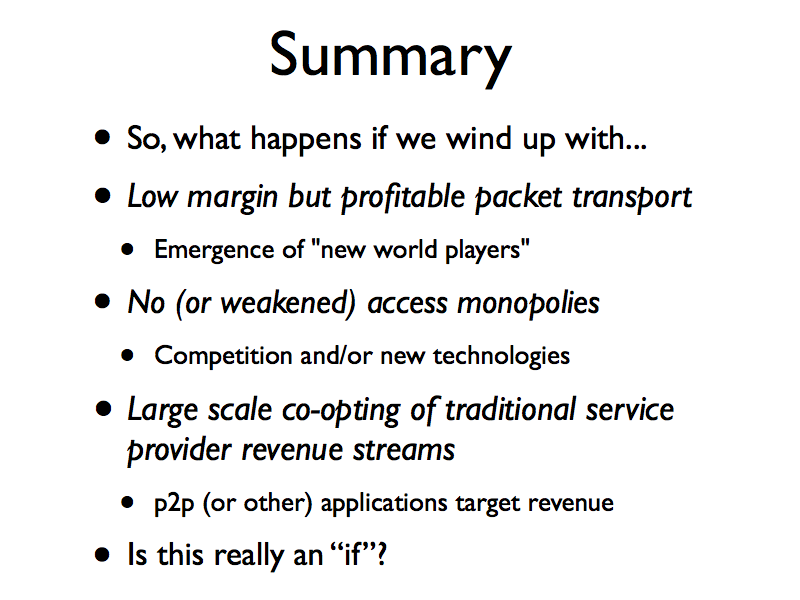 Summary
• So, what happens if we wind up with...
• Low margin but profitable packet transport
• Emergence of "new world players"
• No (or weakened) access monopolies
• Competition and/or new technologies
• Large scale co-opting of traditional service
provider revenue streams
• p2p (or other) applications target revenue
• Is this really an “if”?